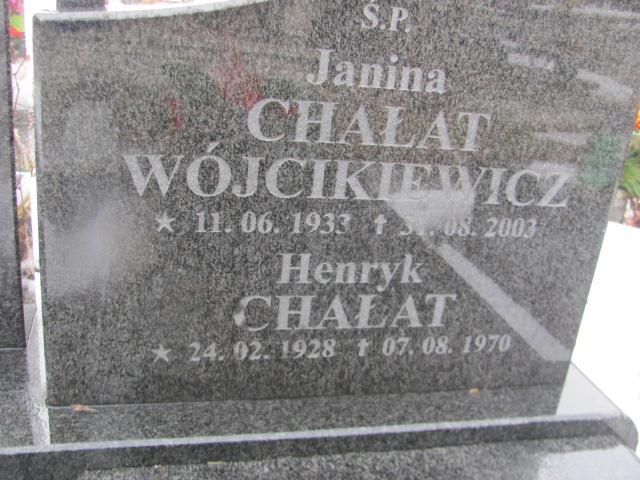 Ś.P.
Janina
CHAŁAT
WÓJCIKIEWICZ
★ 11. 06. 1933 † 31. 08. 2003
Henryk
CHAŁAT
★ 24. 02. 1928 † 07. 08. 1970